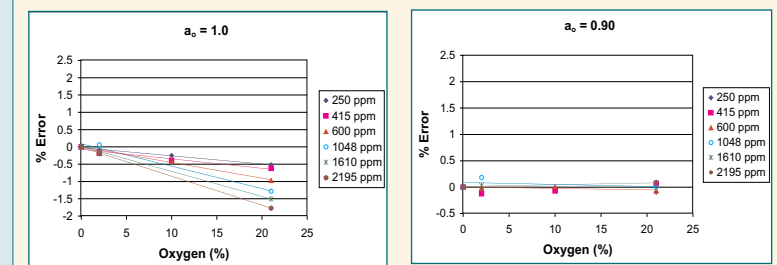 aₒ = 1.0
2.5
2
1.5
1
0.5
0
-0.5
-1
-1.5
-2
% Error
0 5 10 15 20 25
Oxygen (%)
250 ppm
415 ppm
600 ppm
1048 ppm
1610 ppm
2195 ppm
aₒ = 0.90
2.5
2
1.5
1
0.5
0
-0.5
% Error
0 5 10 15 20 25
Oxygen (%)
250 ppm
415 ppm
600 ppm
1048 ppm
1610 ppm
2195 ppm